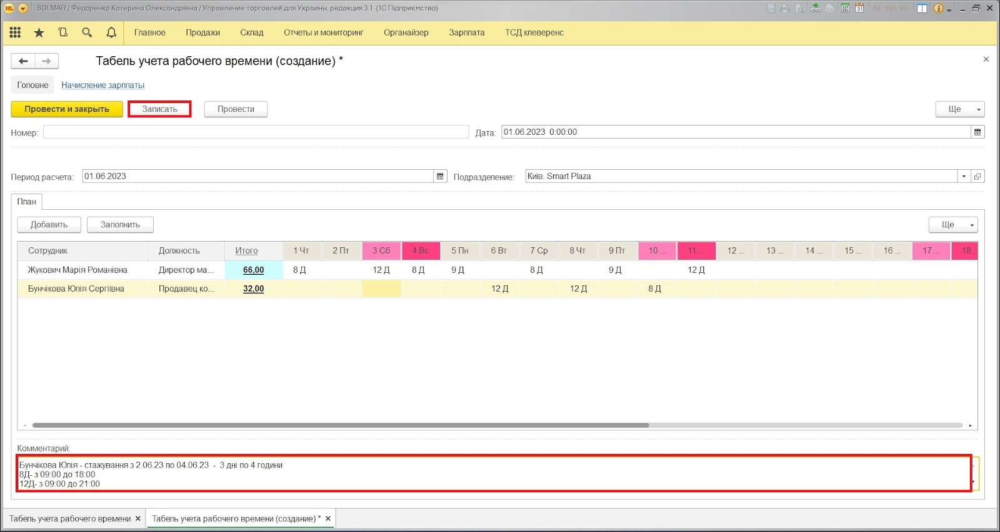 SOLMAR / Федоренко Катерина Олександрівна / Управление торговлей для Украины, редакция 3.1 (1С:Підприємство)
M M+ M-
Главное Продажи Склад Отчеты и мониторинг Органайзер Зарплата ТСД клеверенс
Табель учета рабочего времени (создание) *
Головне Начисление зарплаты
Провести и закрыть Записать Провести Ще
Номер: Дата: 01.06.2023 0:00:00
Период расчета: 01.06.2023 Подразделение: Київ. Smart Plaza
План
Добавить Заполнить Ще
Сотрудник Должность Итого 1 Чт 2 Пт 3 Сб 4 Вс 5 Пн 6 Вт 7 Ср 8 Чт 9 Пт 10 ... 11 ... 12 ... 13 ... 14 ... 15 ... 16 ... 17 ... 18...
Жукович Марія Романівна Директор ма... 66,00 8 Д 12 Д 8 Д 9 Д 8 Д 9 Д 12 Д
Бунчікова Юлія Сергіївна Продавец ко... 32,00 12 Д 12 Д 8 Д
Комментарий:
Бунчікова Юлія - стажування з 2.06.23 по 04.06.23 - 3 дні по 4 години
8Д- з 09:00 до 18:00
12Д- з 09:00 до 21:00
Табель учета рабочего времени Табель учета рабочего времени (создание) *